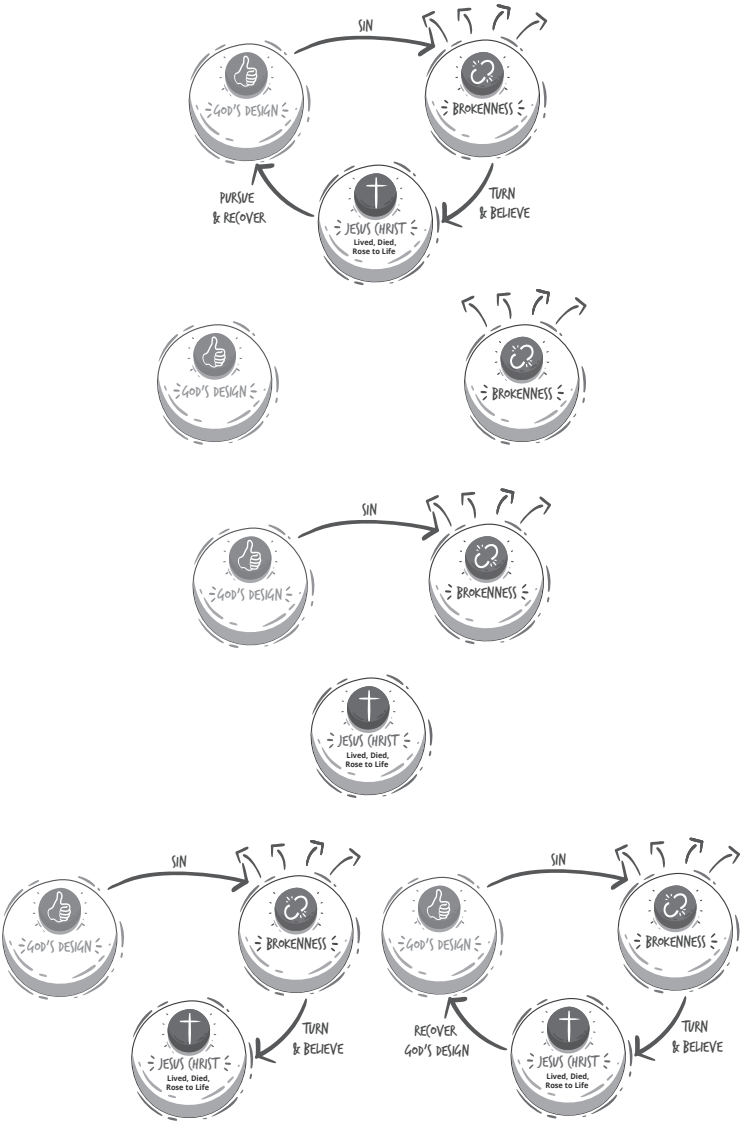 SIN
GOD'S DESIGN
BROKENNESS
PURSUE
& RECOVER
TURN
& BELIEVE
JESUS CHRIST
Lived, Died,
Rose to Life
GOD'S DESIGN
BROKENNESS
SIN
GOD'S DESIGN
BROKENNESS
JESUS CHRIST
Lived, Died,
Rose to Life
SIN
GOD'S DESIGN
BROKENNESS
TURN
& BELIEVE
JESUS CHRIST
Lived, Died,
Rose to Life
SIN
GOD'S DESIGN
BROKENNESS
RECOVER
GOD'S DESIGN
TURN
& BELIEVE
JESUS CHRIST
Lived, Died,
Rose to Life